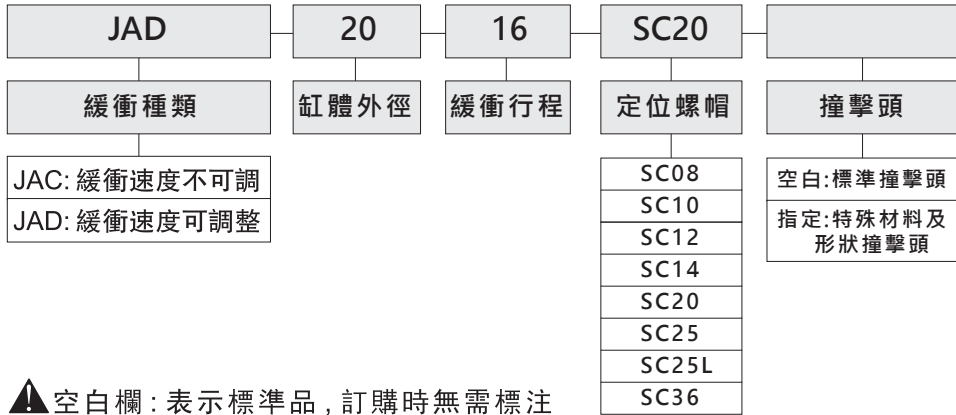 JAD 20 16 SC20
緩衝種類 缸體外徑 緩衝行程 定位螺帽 撞擊頭
JAC: 緩衝速度不可調
JAD: 緩衝速度可調整
SC08
SC10
SC12
SC14
SC20
SC25
SC25L
SC36
空白:標準撞擊頭
指定:特殊材料及
形狀撞擊頭
空白欄:表示標準品,訂購時無需標注